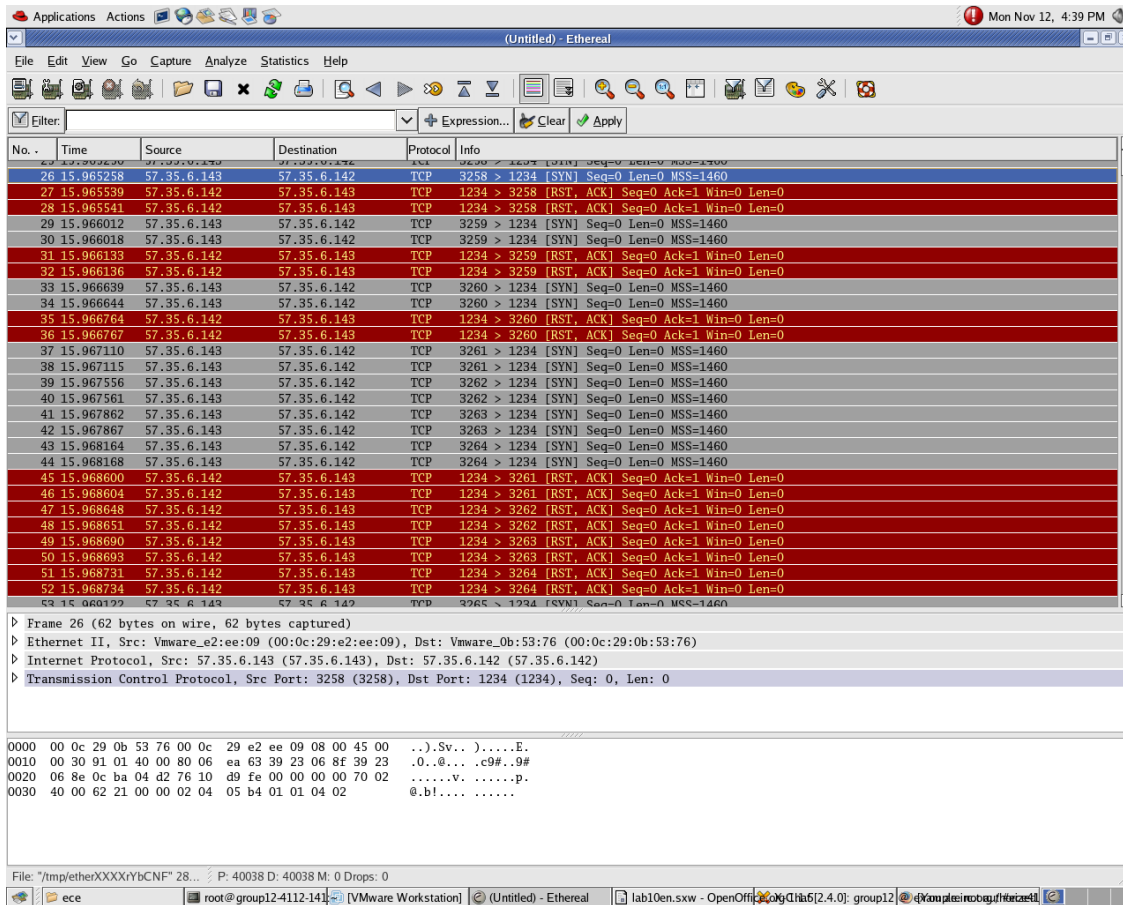 Applications Actions Mon Nov 12, 4:39 PM
(Untitled) - Ethereal
File Edit View Go Capture Analyze Statistics Help
Filter: Expression... Clear Apply
No. . Time Source Destination Protocol Info
26 15.965258 57.35.6.143 57.35.6.142 TCP 3258 > 1234 [SYN] Seq=0 Len=0 MSS=1460
27 15.965539 57.35.6.142 57.35.6.143 TCP 1234 > 3258 [RST, ACK] Seq=0 Ack=1 Win=0 Len=0
28 15.965541 57.35.6.142 57.35.6.143 TCP 1234 > 3258 [RST, ACK] Seq=0 Ack=1 Win=0 Len=0
29 15.966012 57.35.6.143 57.35.6.142 TCP 3259 > 1234 [SYN] Seq=0 Len=0 MSS=1460
30 15.966018 57.35.6.143 57.35.6.142 TCP 3259 > 1234 [SYN] Seq=0 Len=0 MSS=1460
31 15.966133 57.35.6.142 57.35.6.143 TCP 1234 > 3259 [RST, ACK] Seq=0 Ack=1 Win=0 Len=0
32 15.966136 57.35.6.142 57.35.6.143 TCP 1234 > 3259 [RST, ACK] Seq=0 Ack=1 Win=0 Len=0
33 15.966639 57.35.6.143 57.35.6.142 TCP 3260 > 1234 [SYN] Seq=0 Len=0 MSS=1460
34 15.966644 57.35.6.143 57.35.6.142 TCP 3260 > 1234 [SYN] Seq=0 Len=0 MSS=1460
35 15.966764 57.35.6.142 57.35.6.143 TCP 1234 > 3260 [RST, ACK] Seq=0 Ack=1 Win=0 Len=0
36 15.966767 57.35.6.142 57.35.6.143 TCP 1234 > 3260 [RST, ACK] Seq=0 Ack=1 Win=0 Len=0
37 15.967110 57.35.6.143 57.35.6.142 TCP 3261 > 1234 [SYN] Seq=0 Len=0 MSS=1460
38 15.967115 57.35.6.143 57.35.6.142 TCP 3261 > 1234 [SYN] Seq=0 Len=0 MSS=1460
39 15.967556 57.35.6.143 57.35.6.142 TCP 3262 > 1234 [SYN] Seq=0 Len=0 MSS=1460
40 15.967561 57.35.6.143 57.35.6.142 TCP 3262 > 1234 [SYN] Seq=0 Len=0 MSS=1460
41 15.967862 57.35.6.143 57.35.6.142 TCP 3263 > 1234 [SYN] Seq=0 Len=0 MSS=1460
42 15.967867 57.35.6.143 57.35.6.142 TCP 3263 > 1234 [SYN] Seq=0 Len=0 MSS=1460
43 15.968164 57.35.6.143 57.35.6.142 TCP 3264 > 1234 [SYN] Seq=0 Len=0 MSS=1460
44 15.968168 57.35.6.143 57.35.6.142 TCP 3264 > 1234 [SYN] Seq=0 Len=0 MSS=1460
45 15.968600 57.35.6.142 57.35.6.143 TCP 1234 > 3261 [RST, ACK] Seq=0 Ack=1 Win=0 Len=0
46 15.968604 57.35.6.142 57.35.6.143 TCP 1234 > 3261 [RST, ACK] Seq=0 Ack=1 Win=0 Len=0
47 15.968648 57.35.6.142 57.35.6.143 TCP 1234 > 3262 [RST, ACK] Seq=0 Ack=1 Win=0 Len=0
48 15.968651 57.35.6.142 57.35.6.143 TCP 1234 > 3262 [RST, ACK] Seq=0 Ack=1 Win=0 Len=0
49 15.968690 57.35.6.142 57.35.6.143 TCP 1234 > 3263 [RST, ACK] Seq=0 Ack=1 Win=0 Len=0
50 15.968693 57.35.6.142 57.35.6.143 TCP 1234 > 3263 [RST, ACK] Seq=0 Ack=1 Win=0 Len=0
51 15.968731 57.35.6.142 57.35.6.143 TCP 1234 > 3264 [RST, ACK] Seq=0 Ack=1 Win=0 Len=0
52 15.968734 57.35.6.142 57.35.6.143 TCP 1234 > 3264 [RST, ACK] Seq=0 Ack=1 Win=0 Len=0
53 15.969122 57.35.6.143 57.35.6.142 TCP 3265 > 1234 [SYN] Seq=0 Len=0 MSS=1460
Frame 26 (62 bytes on wire, 62 bytes captured)
Ethernet II, Src: Vmware_e2:ee:09 (00:0c:29:e2:ee:09), Dst: Vmware_0b:53:76 (00:0c:29:0b:53:76)
Internet Protocol, Src: 57.35.6.143 (57.35.6.143), Dst: 57.35.6.142 (57.35.6.142)
Transmission Control Protocol, Src Port: 3258 (3258), Dst Port: 1234 (1234), Seq: 0, Len: 0
0000 00 0c 29 0b 53 76 00 0c 29 e2 ee 09 08 00 45 00 ..).Sv.. ).....E.
0010 00 30 91 01 40 00 80 06 ea 63 39 23 06 8f 39 23 .0..@... .c9#..9#
0020 06 8e 0c ba 04 d2 76 10 d9 fe 00 00 00 00 70 02 ......v. ......p.
0030 40 00 62 21 00 00 02 04 05 b4 01 01 04 02 @.b!.... ......
File: "/tmp/etherXXXXrYbCNF" 28... P: 40038 D: 40038 M: 0 Drops: 0
ece root@group12-4112-141 [VMware Workstation] (Untitled) - Ethereal lab10en.sxw - OpenOffic [2.4.0]: group12